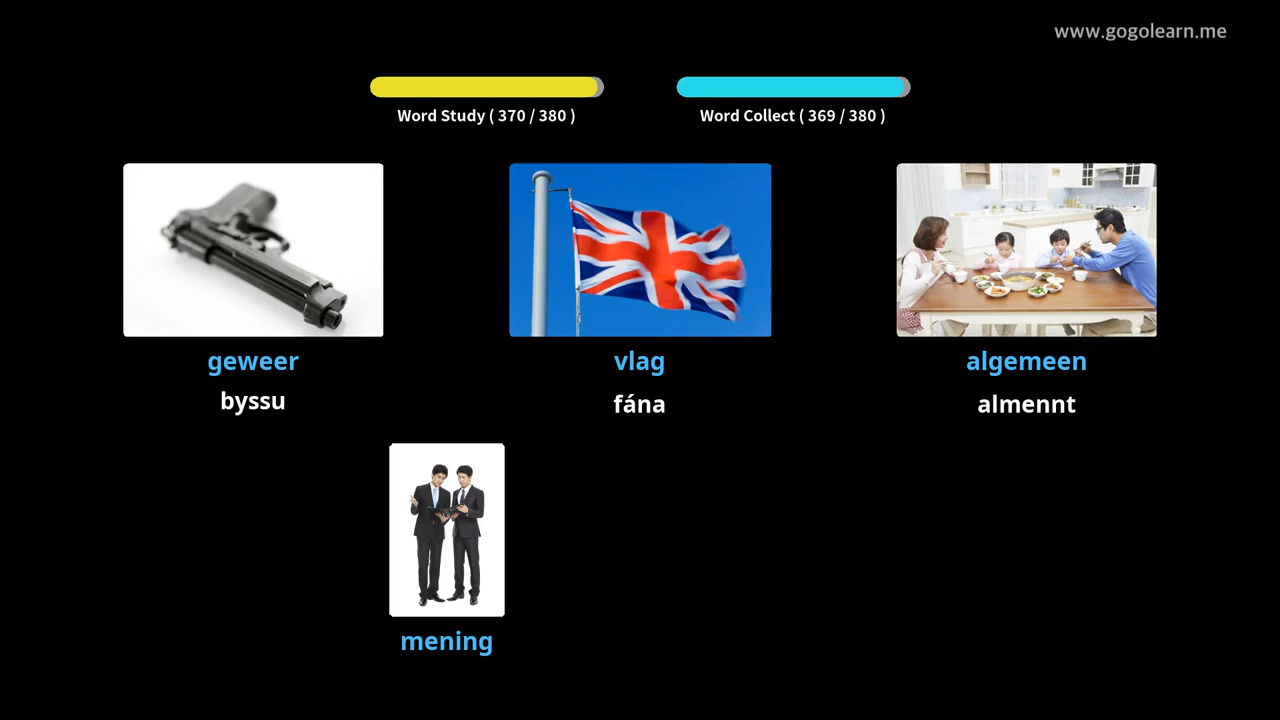 www.gogolearn.me
Word Study ( 370 / 380 )
Word Collect ( 369 / 380 )
geweer
vlag
algemeen
byssu
fána
almennt
mening